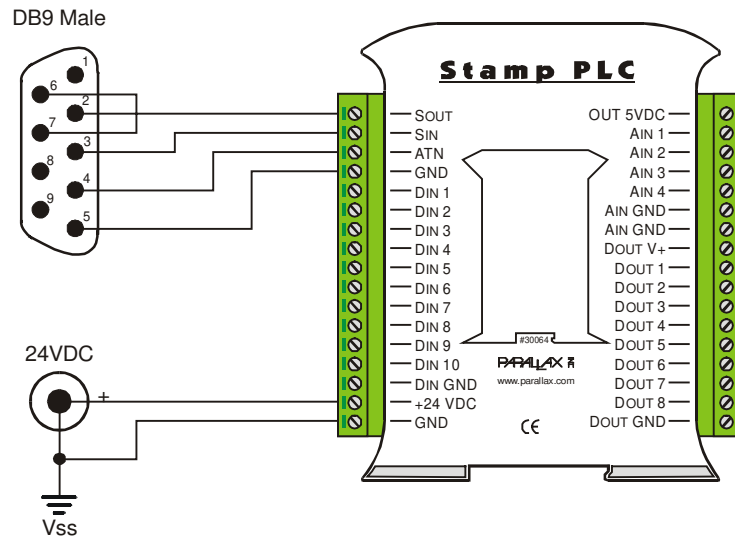 DB9 Male
1
6
2
7
3
8
4
9
5
24VDC
+
Vss
Stamp PLC
SOUT
SIN
ATN
GND
DIN 1
DIN 2
DIN 3
DIN 4
DIN 5
DIN 6
DIN 7
DIN 8
DIN 9
DIN 10
DIN GND
+24 VDC
GND
OUT 5VDC
AIN 1
AIN 2
AIN 3
AIN 4
AIN GND
AIN GND
DOUT V+
DOUT 1
DOUT 2
DOUT 3
DOUT 4
DOUT 5
DOUT 6
DOUT 7
DOUT 8
DOUT GND
#30064
PARALLAX
www.parallax.com
CE